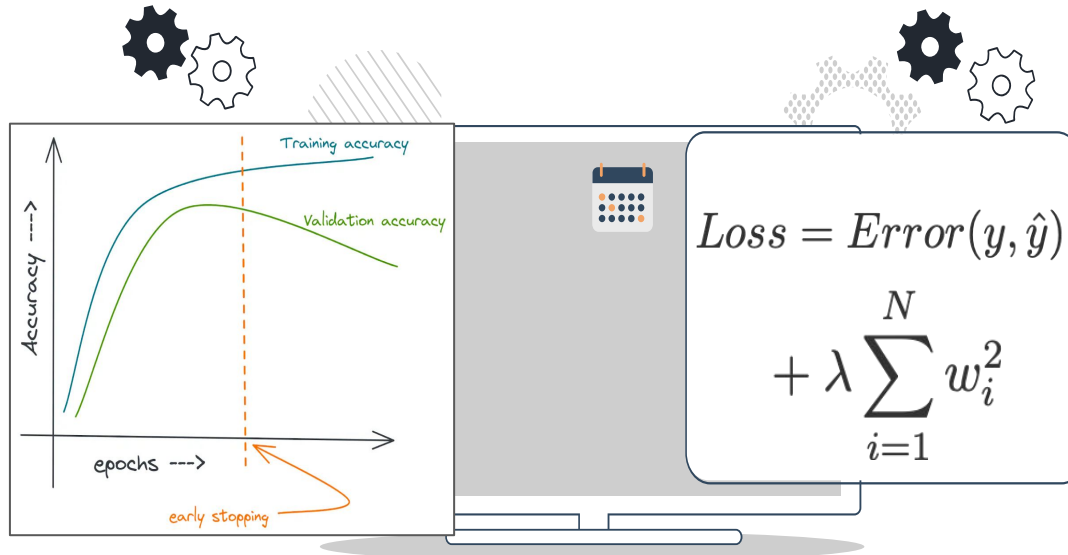 Training accuracy
Validation accuracy
Accuracy --->
epochs --->
early stopping
Loss = Error(y, ŷ)
+ λ ∑_{i=1}^{N} w_i^2